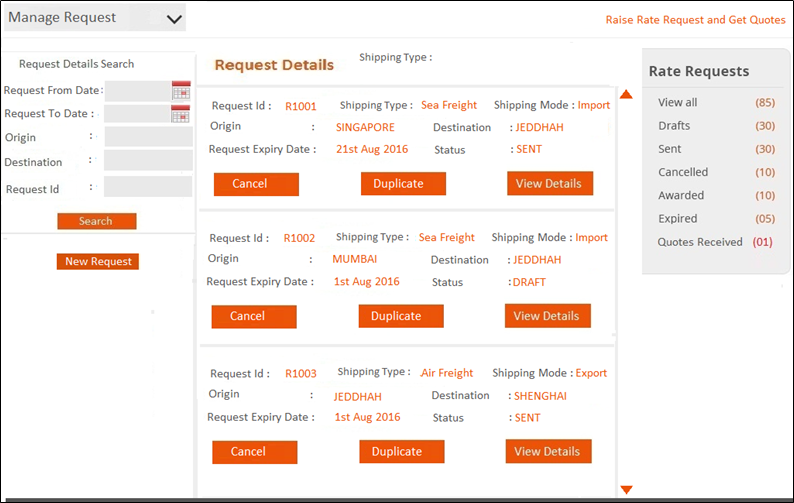 Manage Request
Raise Rate Request and Get Quotes
Request Details Search
Request From Date:
Request To Date :
Origin :
Destination :
Request Id :
Search
New Request
Request Details
Shipping Type :
Request Id : R1001 Shipping Type : Sea Freight Shipping Mode : Import
Origin : SINGAPORE Destination : JEDDHAH
Request Expiry Date : 21st Aug 2016 Status : SENT
Cancel Duplicate View Details
Request Id : R1002 Shipping Type : Sea Freight Shipping Mode : Import
Origin : MUMBAI Destination : JEDDHAH
Request Expiry Date : 1st Aug 2016 Status : DRAFT
Cancel Duplicate View Details
Request Id : R1003 Shipping Type : Air Freight Shipping Mode : Export
Origin : JEDDHAH Destination : SHENGHAI
Request Expiry Date : 1st Aug 2016 Status : SENT
Cancel Duplicate View Details
Rate Requests
View all (85)
Drafts (30)
Sent (30)
Cancelled (10)
Awarded (10)
Expired (05)
Quotes Received (01)